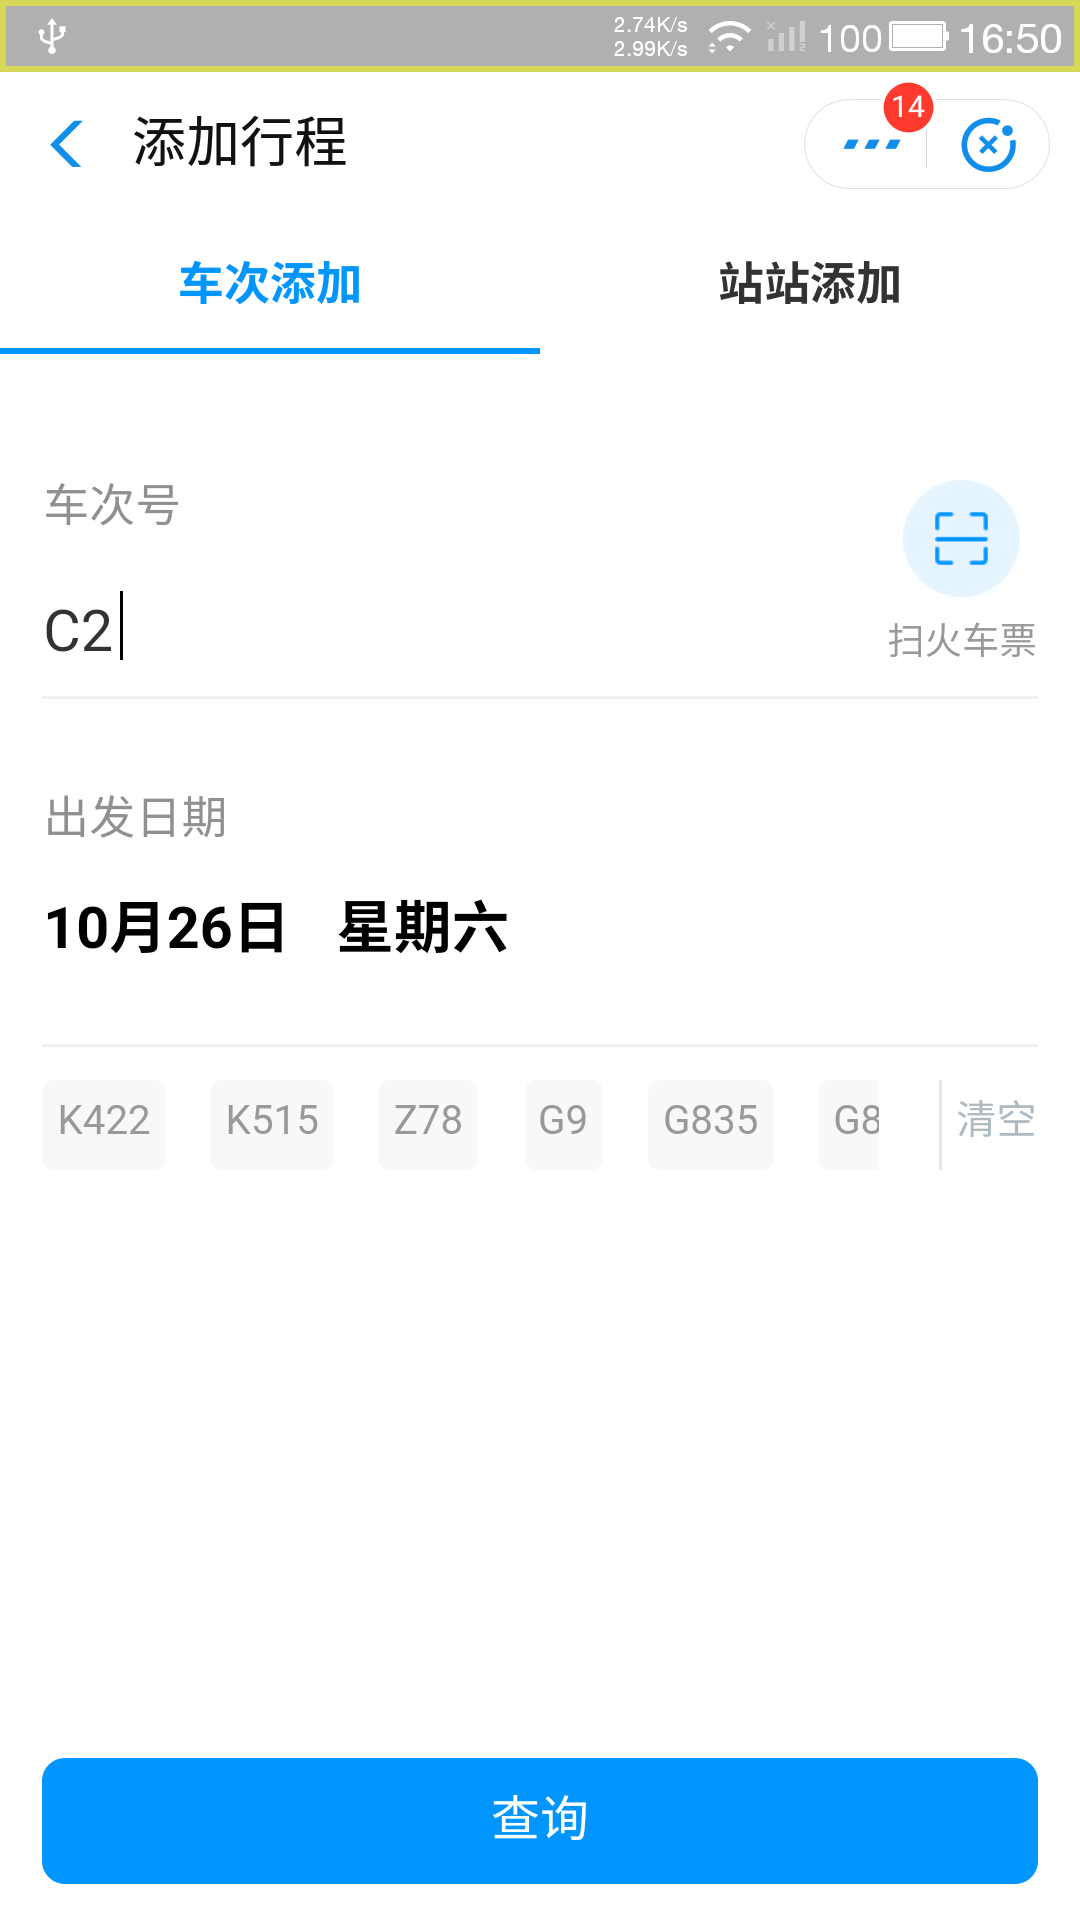 2.74K/s
2.99K/s
100
16:50
添加行程
14
车次添加
站站添加
车次号
C2
扫火车票
出发日期
10月26日 星期六
K422
K515
Z78
G9
G835
G8
清空
查询